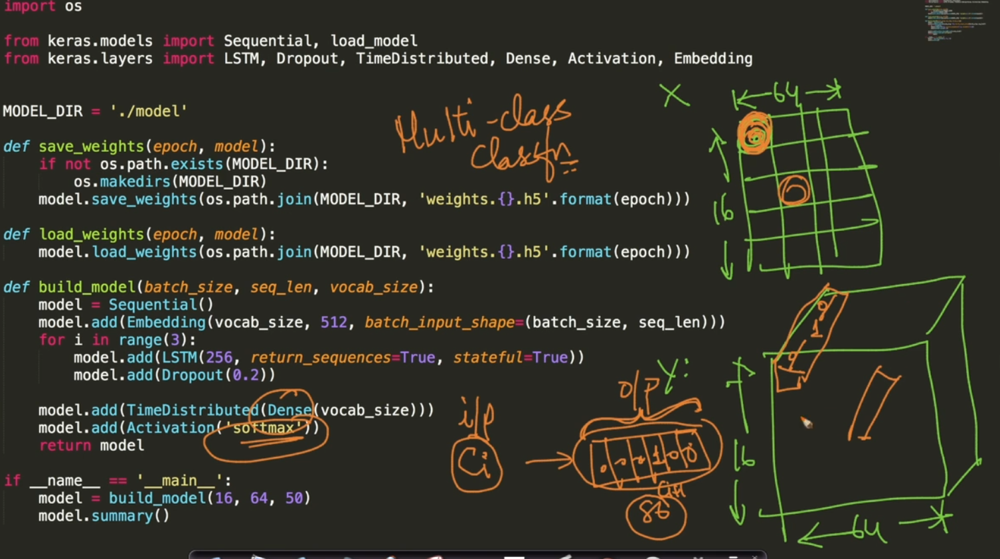 import os
from keras.models import Sequential, load_model
from keras.layers import LSTM, Dropout, TimeDistributed, Dense, Activation, Embedding
MODEL_DIR = './model'
def save_weights(epoch, model):
    if not os.path.exists(MODEL_DIR):
        os.makedirs(MODEL_DIR)
    model.save_weights(os.path.join(MODEL_DIR, 'weights.{}.h5'.format(epoch)))
def load_weights(epoch, model):
    model.load_weights(os.path.join(MODEL_DIR, 'weights.{}.h5'.format(epoch)))
def build_model(batch_size, seq_len, vocab_size):
    model = Sequential()
    model.add(Embedding(vocab_size, 512, batch_input_shape=(batch_size, seq_len)))
    for i in range(3):
        model.add(LSTM(256, return_sequences=True, stateful=True))
        model.add(Dropout(0.2))
    model.add(TimeDistributed(Dense(vocab_size)))
    model.add(Activation('softmax'))
    return model
if __name__ == '__main__':
    model = build_model(16, 64, 50)
    model.summary()
Multi-class
Classfn
X
64
16
Y:
i/p
o/p
Ci
1 0 0
Ci+1
86
0
1
0
16
64